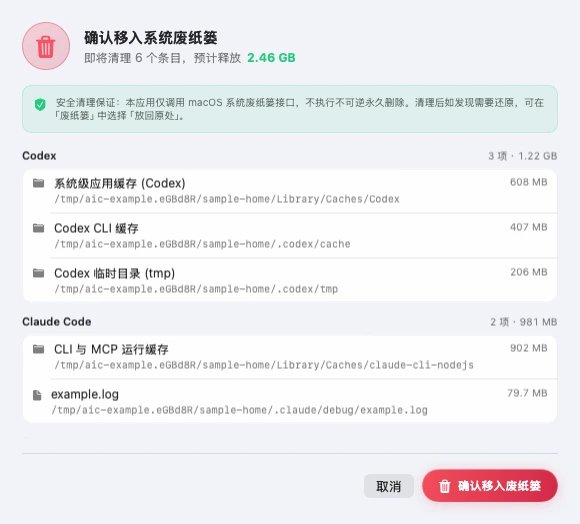 确认移入系统废纸篓
即将清理 6 个条目，预计释放 2.46 GB
安全清理保证：本应用仅调用 macOS 系统废纸篓接口，不执行不可逆永久删除。清理后如发现需要还原，可在
「废纸篓」中选择「放回原处」。
Codex 3 项 · 1.22 GB
系统级应用缓存 (Codex) 608 MB
/tmp/aic-example.eGBd8R/sample-home/Library/Caches/Codex
Codex CLI 缓存 407 MB
/tmp/aic-example.eGBd8R/sample-home/.codex/cache
Codex 临时目录 (tmp) 206 MB
/tmp/aic-example.eGBd8R/sample-home/.codex/tmp
Claude Code 2 项 · 981 MB
CLI 与 MCP 运行缓存 902 MB
/tmp/aic-example.eGBd8R/sample-home/Library/Caches/claude-cli-nodejs
example.log 79.7 MB
/tmp/aic-example.eGBd8R/sample-home/.claude/debug/example.log
取消 确认移入废纸篓